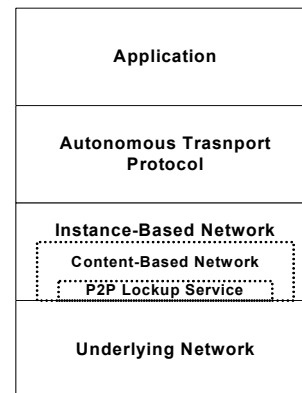 Application
Autonomous Trasnport
Protocol
Instance-Based Network
Content-Based Network
P2P Lockup Service
Underlying Network